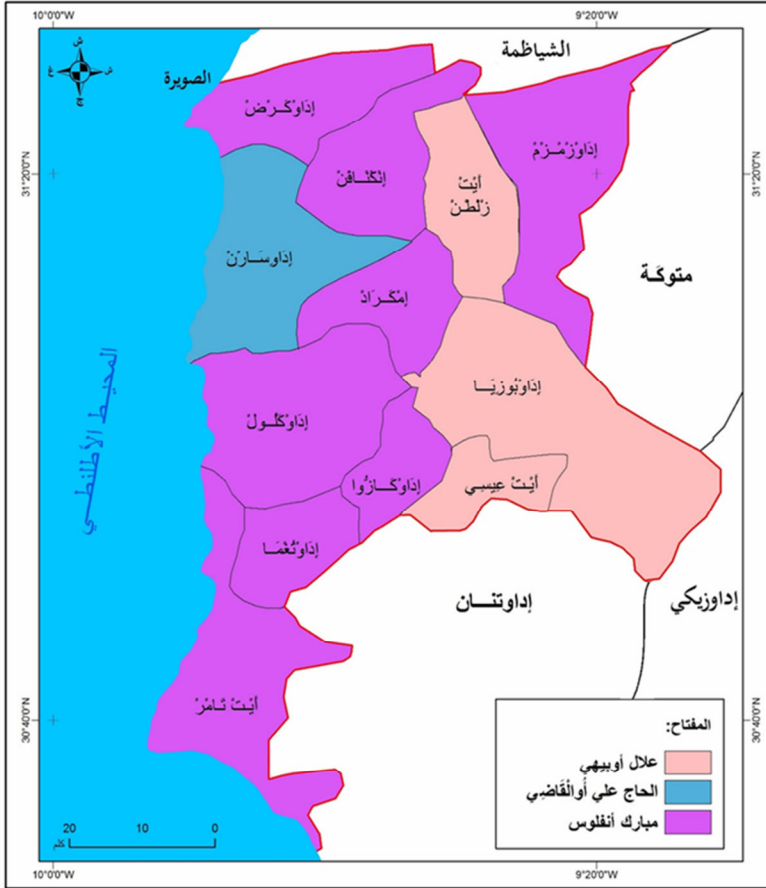 10°0'0"W
9°20'0"W
ش
غ
ش
ج
الشياظمة
الصويرة
إداوݣرض
إداوزمزم
31°20'0"N
31°20'0"N
إنكنافن
أيت
زلطن
إداوسارن
متوكة
إمݣراد
إداوبوزيا
المحيط الأطلنطي
إداوكلول
إداوكازوا
أيت عيسي
إداوتغما
إداوتنان
إداوزيكي
أيت تامر
30°40'0"N
30°40'0"N
المفتاح:
علال أوبيهي
الحاج علي أوالقاضي
مبارك أنفلوس
20
10
0
كلم
10°0'0"W
9°20'0"W